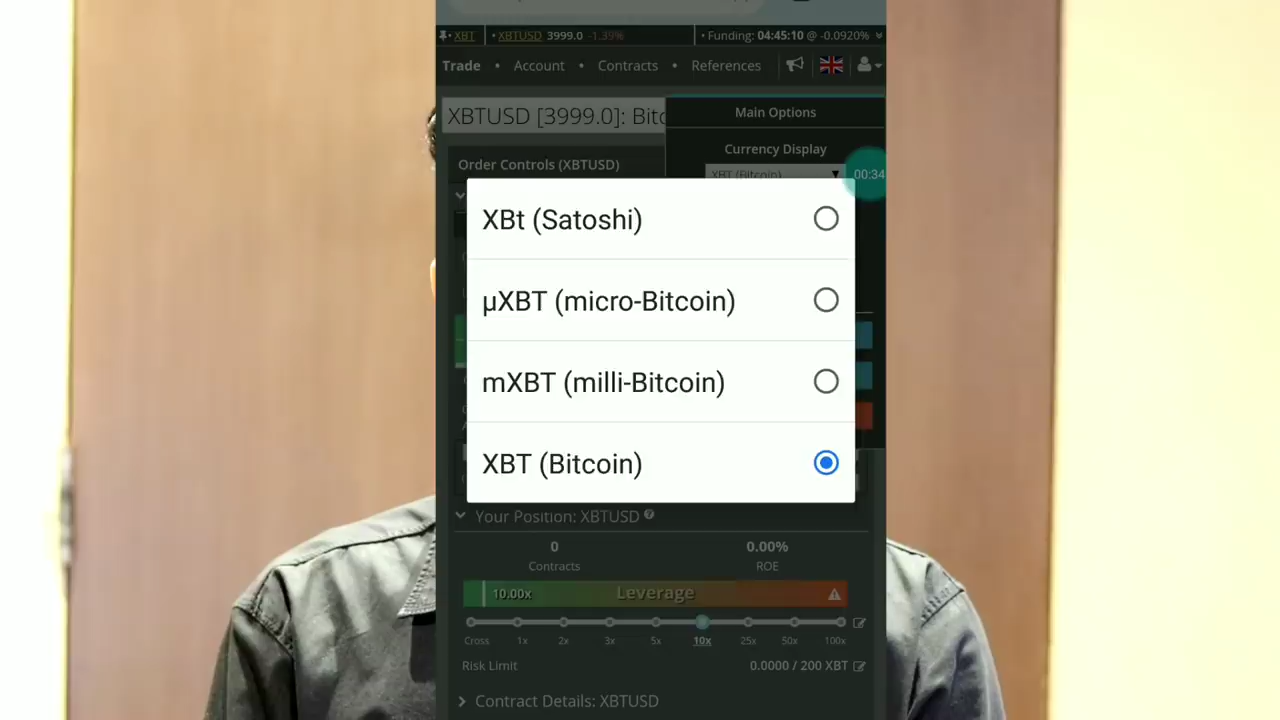 XBT • XBTUSD 3999.0 -1.39% • Funding: 04:45:10 @ -0.0920%
Trade • Account • Contracts • References
XBTUSD [3999.0]: Bitc
Main Options
Currency Display
Order Controls (XBTUSD)
XBT (Bitcoin) ▼
00:34
XBt (Satoshi)
µXBT (micro-Bitcoin)
mXBT (milli-Bitcoin)
XBT (Bitcoin)
Your Position: XBTUSD
0 0.00%
Contracts ROE
10.00x Leverage
Cross 1x 2x 3x 5x 10x 25x 50x 100x
Risk Limit 0.0000 / 200 XBT
Contract Details: XBTUSD